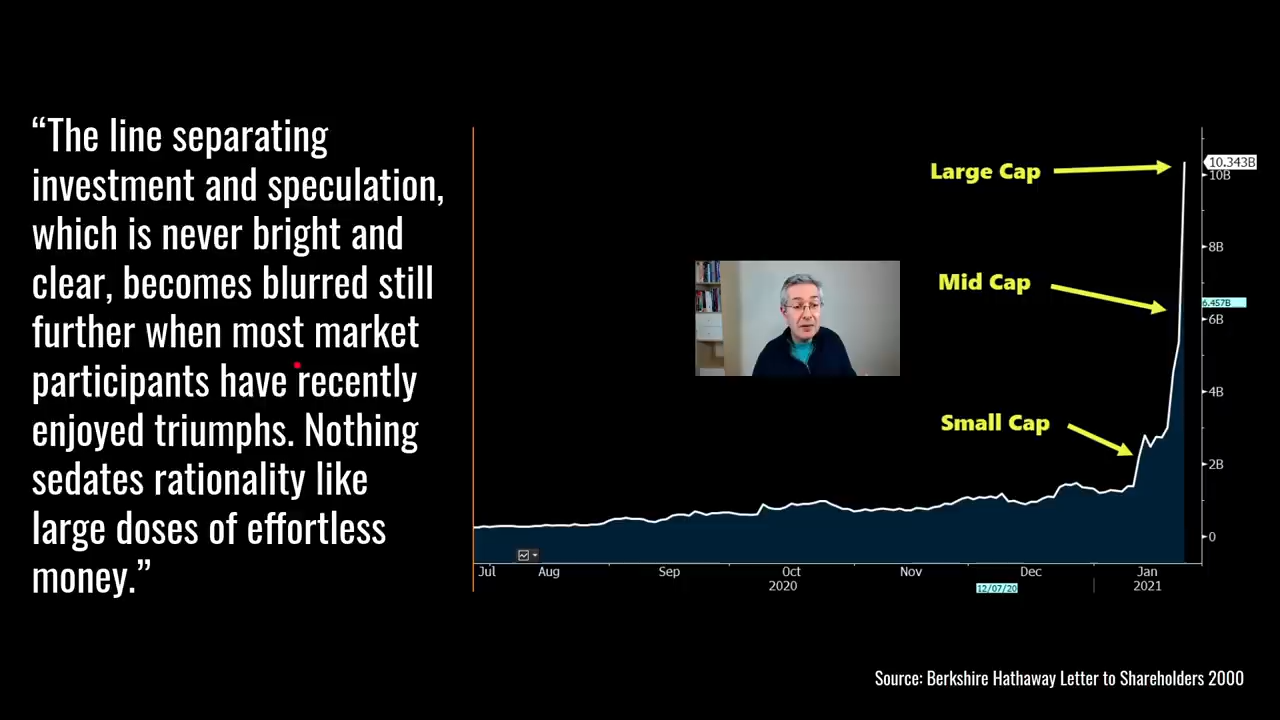 “The line separating
investment and speculation,
which is never bright and
clear, becomes blurred still
further when most market
participants have recently
enjoyed triumphs. Nothing
sedates rationality like
large doses of effortless
money.”
Large Cap
Mid Cap
Small Cap
10.343B
10B
8B
6.457B
6B
4B
2B
0
Jul Aug Sep Oct Nov Dec Jan
2020 12/07/20 2021
Source: Berkshire Hathaway Letter to Shareholders 2000